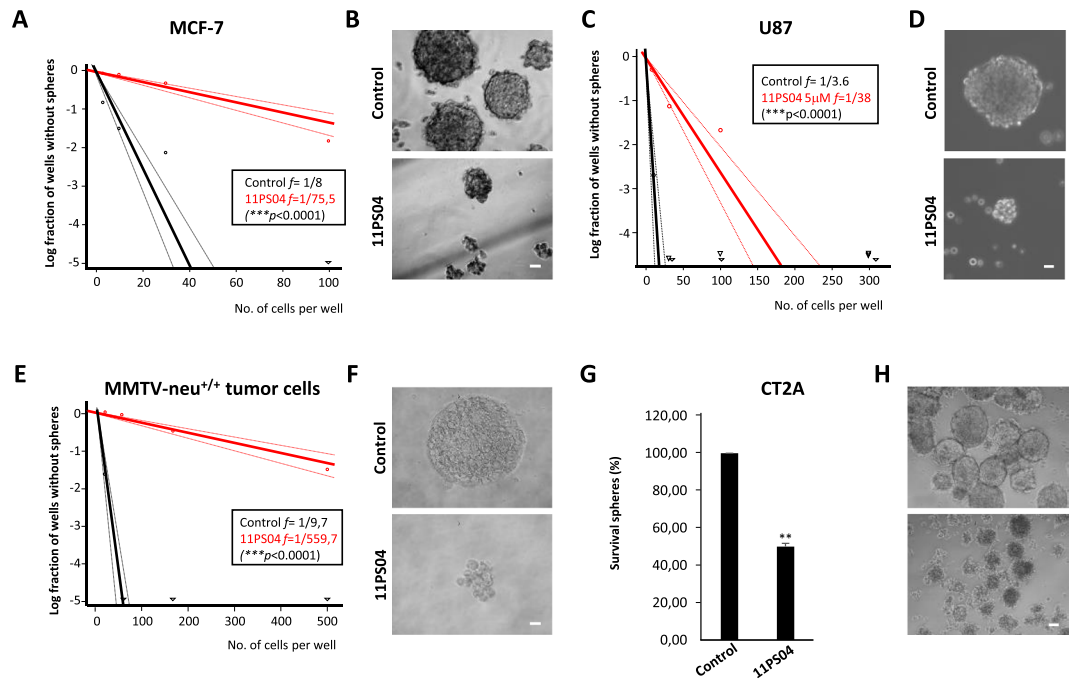 A
MCF-7
Log fraction of wells without spheres
0
-1
-2
-3
-4
-5
0
20
40
60
80
100
No. of cells per well
Control f= 1/8
11PS04 f=1/75,5
(***p<0.0001)
B
Control
11PS04
C
U87
Log fraction of wells without spheres
0
-1
-2
-3
-4
0
50
100
150
200
250
300
No. of cells per well
Control f= 1/3.6
11PS04 5µM f=1/38
(***p<0.0001)
D
Control
11PS04
E
MMTV-neu+/+ tumor cells
Log fraction of wells without spheres
0
-1
-2
-3
-4
-5
0
100
200
300
400
500
No. of cells per well
Control f= 1/9,7
11PS04 f=1/559,7
(***p<0.0001)
F
Control
11PS04
G
CT2A
Survival spheres (%)
120,00
100,00
80,00
60,00
40,00
20,00
0,00
**
Control
11PS04
H